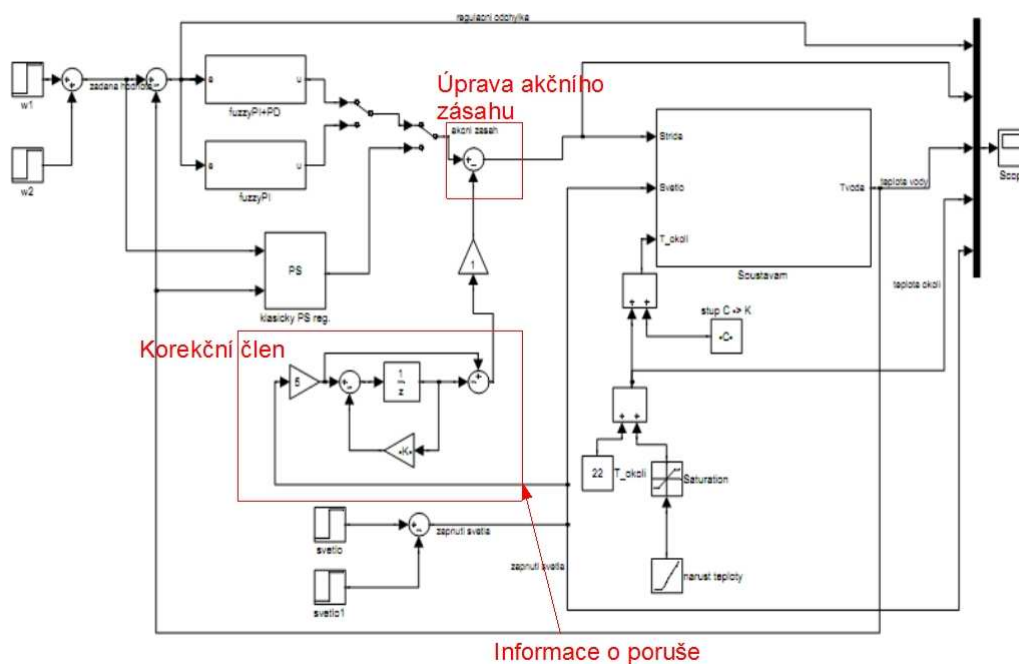 regulacni odchylka
w1
zadana hodnota
e
u
fuzzyPI+PD
w2
e
u
fuzzyPI
Úprava akčního
zásahu
akcni zasah
Strida
Svetlo
T_okoli
Tvoda
Soustavam
teplota vody
Scop
teplota okoli
PS
klasicky PS reg.
1
stup C -> K
-C-
Korekční člen
5
1
z
-K-
22
T_okoli
Saturation
svetlo
zapnuti svetla
svetlo1
zapnuti svetla
narust teploty
Informace o poruše